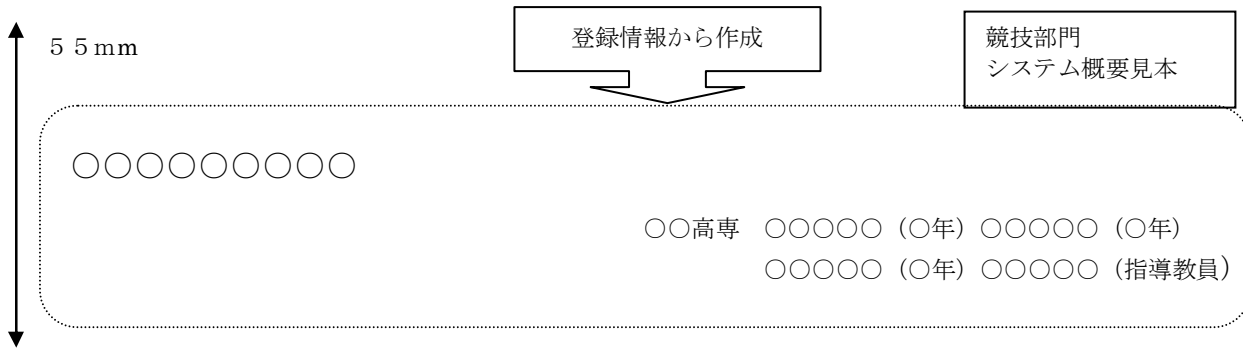 ５５mm
登録情報から作成
競技部門
システム概要見本
○○○○○○○○○
○○高専　○○○○○（○年）○○○○○（○年）
○○○○○（○年）○○○○○（指導教員）